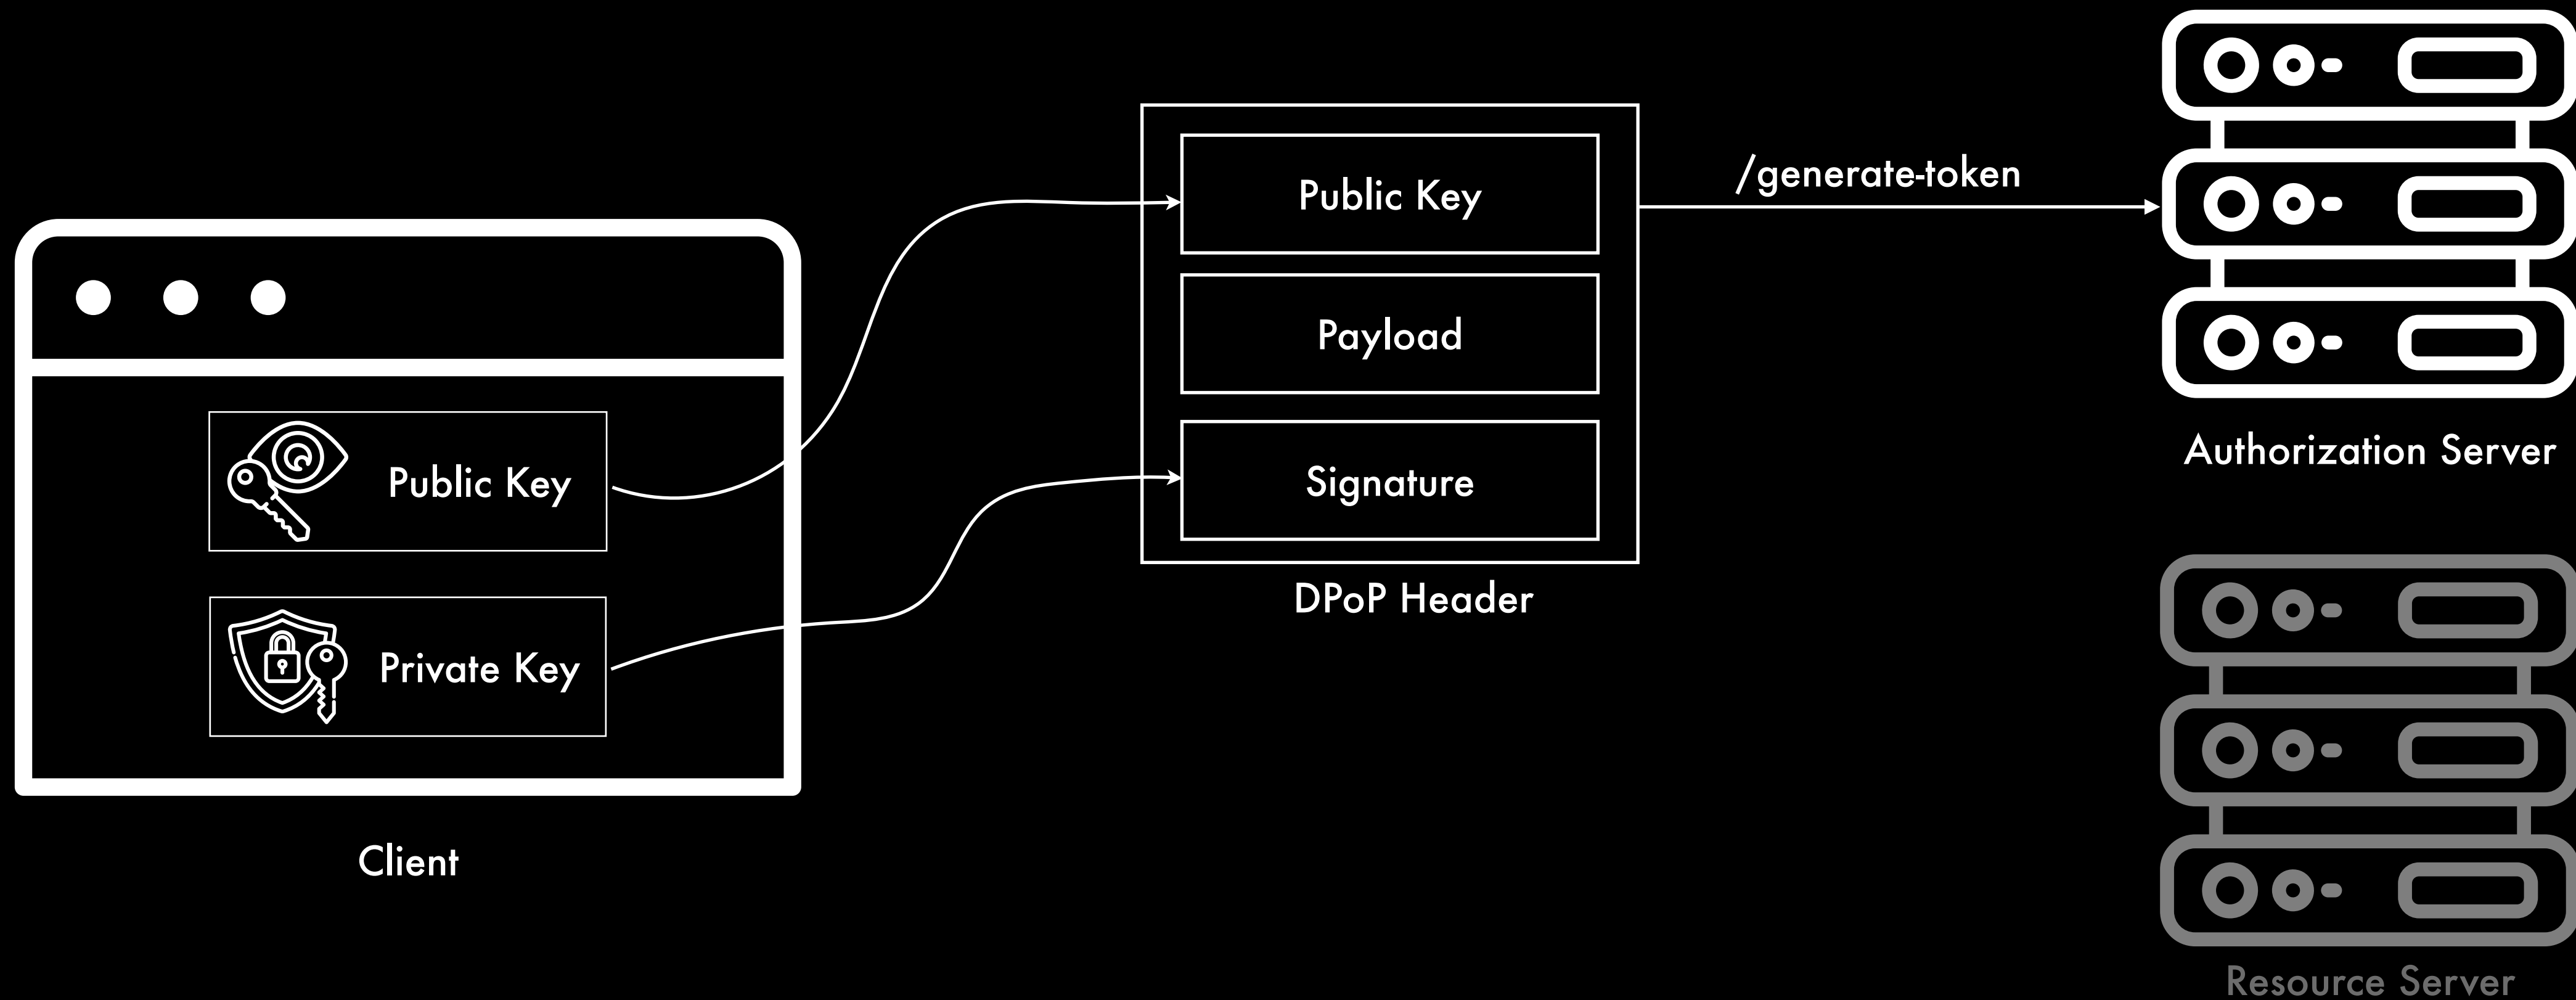 Public Key
Private Key
Client
Public Key
Payload
Signature
DPoP Header
/generate-token
Authorization Server
Resource Server